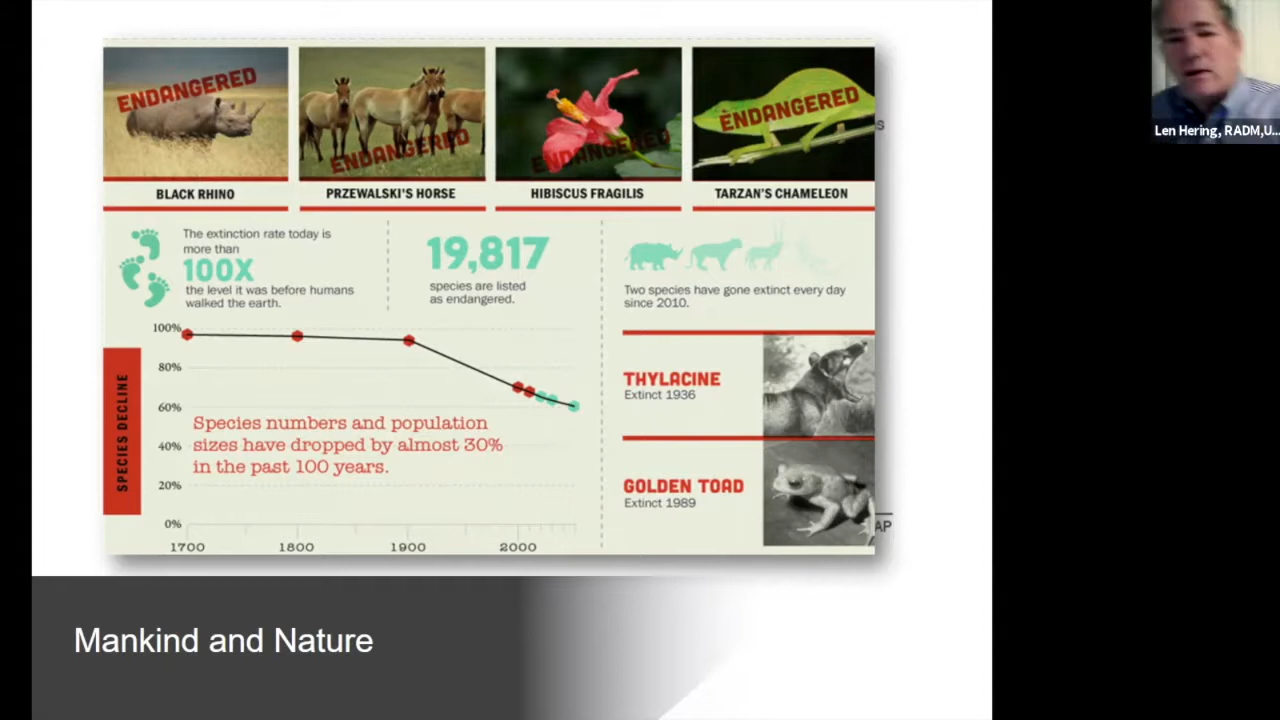 ENDANGERED
ENDANGERED
ENDANGERED
ENDANGERED
BLACK RHINO
PRZEWALSKI'S HORSE
HIBISCUS FRAGILIS
TARZAN'S CHAMELEON
The extinction rate today is
more than
100X
the level it was before humans
walked the earth.
19,817
species are listed
as endangered.
Two species have gone extinct every day
since 2010.
SPECIES DECLINE
100%
80%
60%
40%
20%
0%
1700
1800
1900
2000
Species numbers and population
sizes have dropped by almost 30%
in the past 100 years.
THYLACINE
Extinct 1936
GOLDEN TOAD
Extinct 1989
AP
Mankind and Nature
Len Hering, RADM,U...